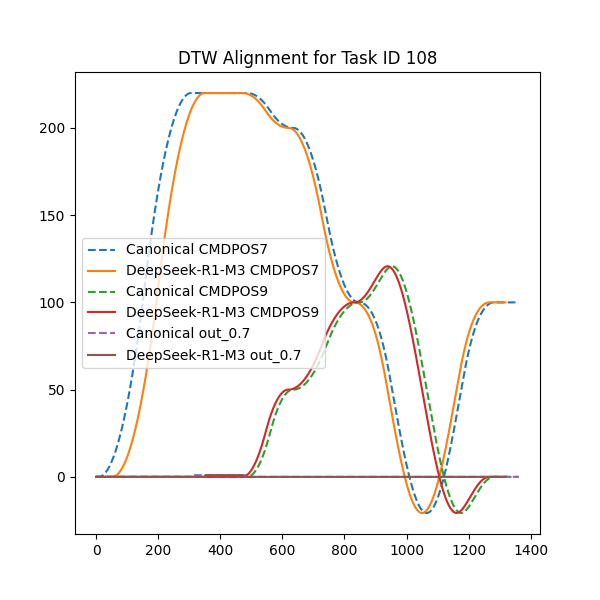 DTW Alignment for Task ID 108
200
150
100
50
0
Canonical CMDPOS7
DeepSeek-R1-M3 CMDPOS7
Canonical CMDPOS9
DeepSeek-R1-M3 CMDPOS9
Canonical out_0.7
DeepSeek-R1-M3 out_0.7
0 200 400 600 800 1000 1200 1400